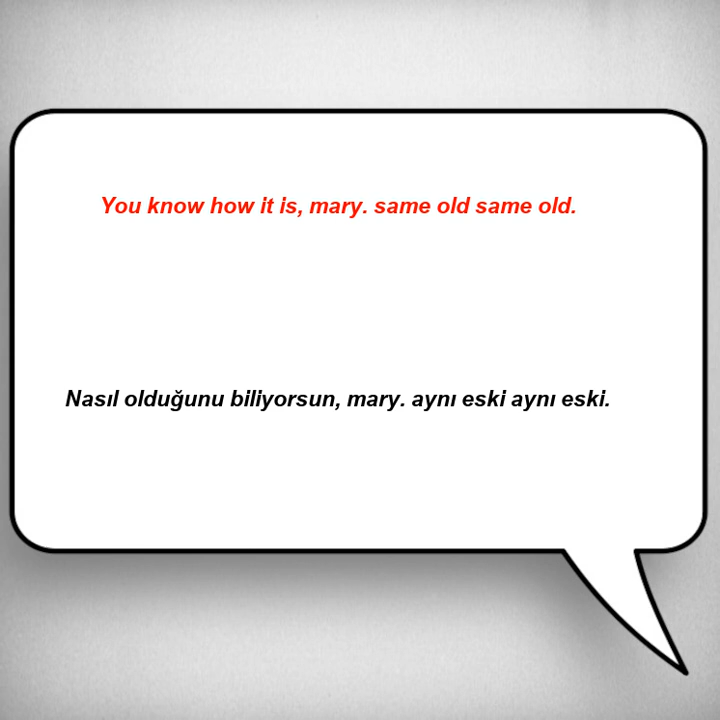 You know how it is, mary. same old same old.
Nasıl olduğunu biliyorsun, mary. aynı eski aynı eski.